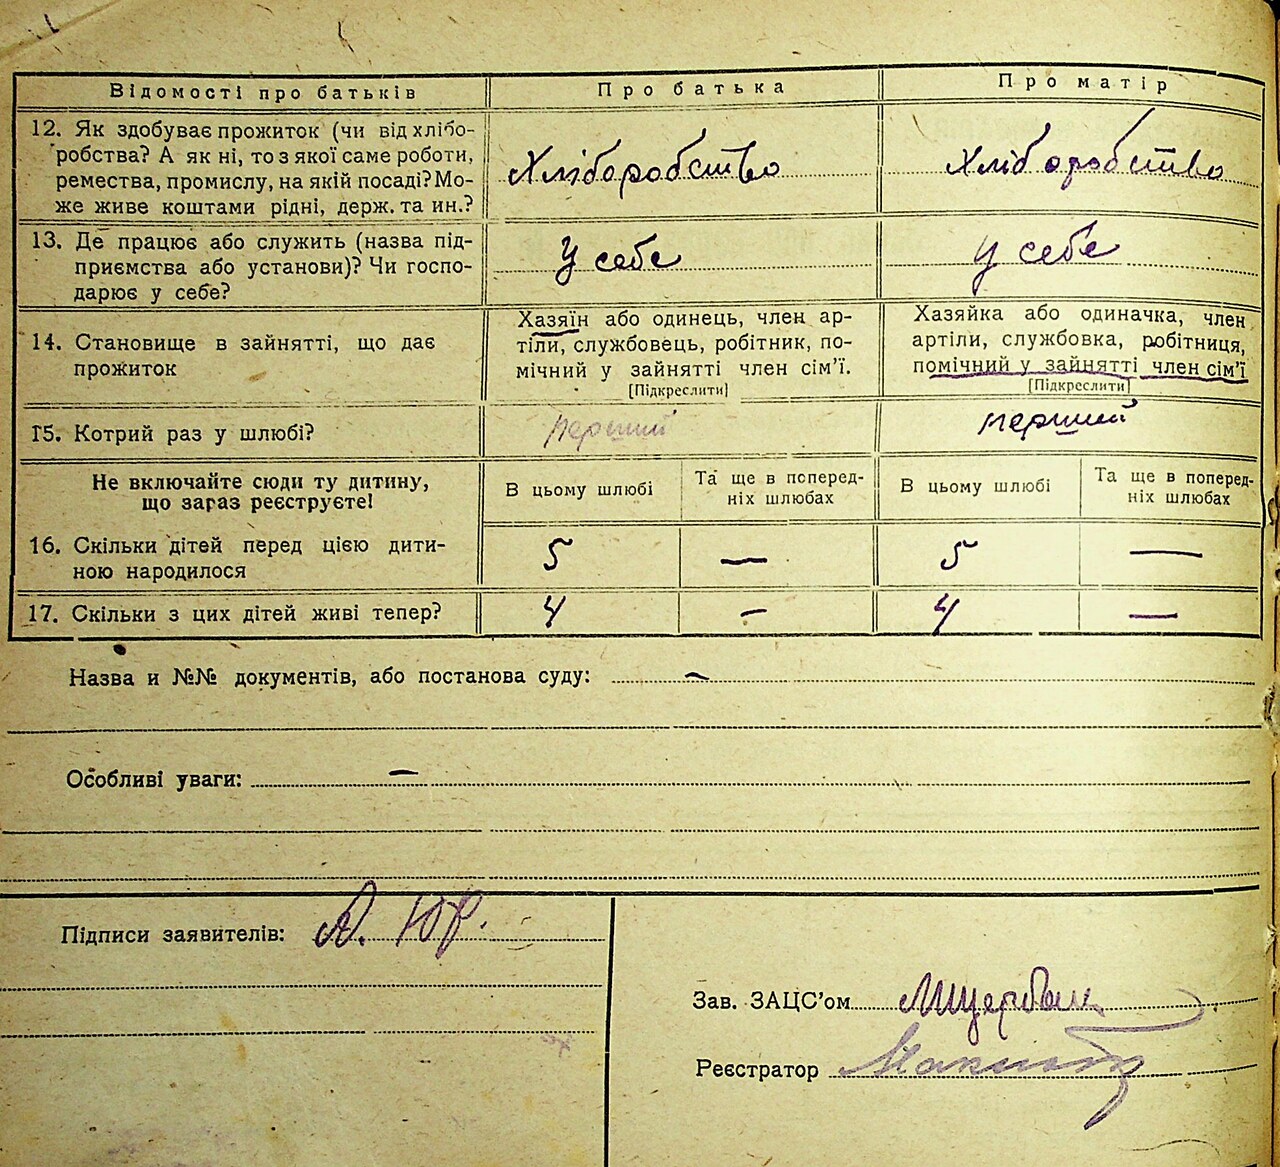 Відомості про батьків
Про батька
Про матір
12. Як здобуває прожиток (чи від хлібо-
робства? А як ні, то з якої саме роботи,
ремества, промислу, на якій посаді? Мо-
же живе коштами рідні, держ. та ин.?
Хліборобство
Хліборобство
13. Де працює або служить (назва під-
приємства або установи)? Чи госпо-
дарює у себе?
У себе
У себе
14. Становище в зайнятті, що дає
прожиток
Хазяїн або одинець, член ар-
тіли, службовець, робітник, по-
мічний у зайнятті член сім’ї.
[Підкреслити]
Хазяйка або одиначка, член
артіли, службовка, робітниця,
помічний у зайнятті член сім’ї
[Підкреслити]
15. Котрий раз у шлюбі?
перший
перший
Не включайте сюди ту дитину,
що зараз реєструєте!
В цьому шлюбі
Та ще в поперед-
ніх шлюбах
В цьому шлюбі
Та ще в поперед-
ніх шлюбах
16. Скільки дітей перед цією дити-
ною народилося
5
—
5
—
17. Скільки з цих дітей живі тепер?
4
—
4
—
Назва и №№ документів, або постанова суду: —
Особливі уваги: —
Підписи заявителів:
Зав. ЗАЦС’ом
Реєстратор